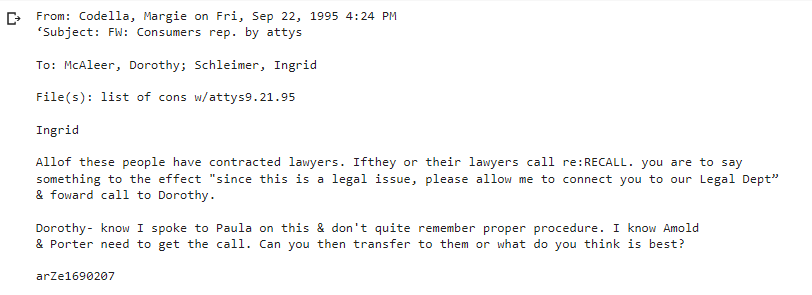 From: Codella, Margie on Fri, Sep 22, 1995 4:24 PM
‘Subject: FW: Consumers rep. by attys
To: McAleer, Dorothy; Schleimer, Ingrid
File(s): list of cons w/attys9.21.95
Ingrid
Allof these people have contracted lawyers. Ifthey or their lawyers call re:RECALL. you are to say
something to the effect "since this is a legal issue, please allow me to connect you to our Legal Dept”
& foward call to Dorothy.
Dorothy- know I spoke to Paula on this & don't quite remember proper procedure. I know Amold
& Porter need to get the call. Can you then transfer to them or what do you think is best?
arZe1690207